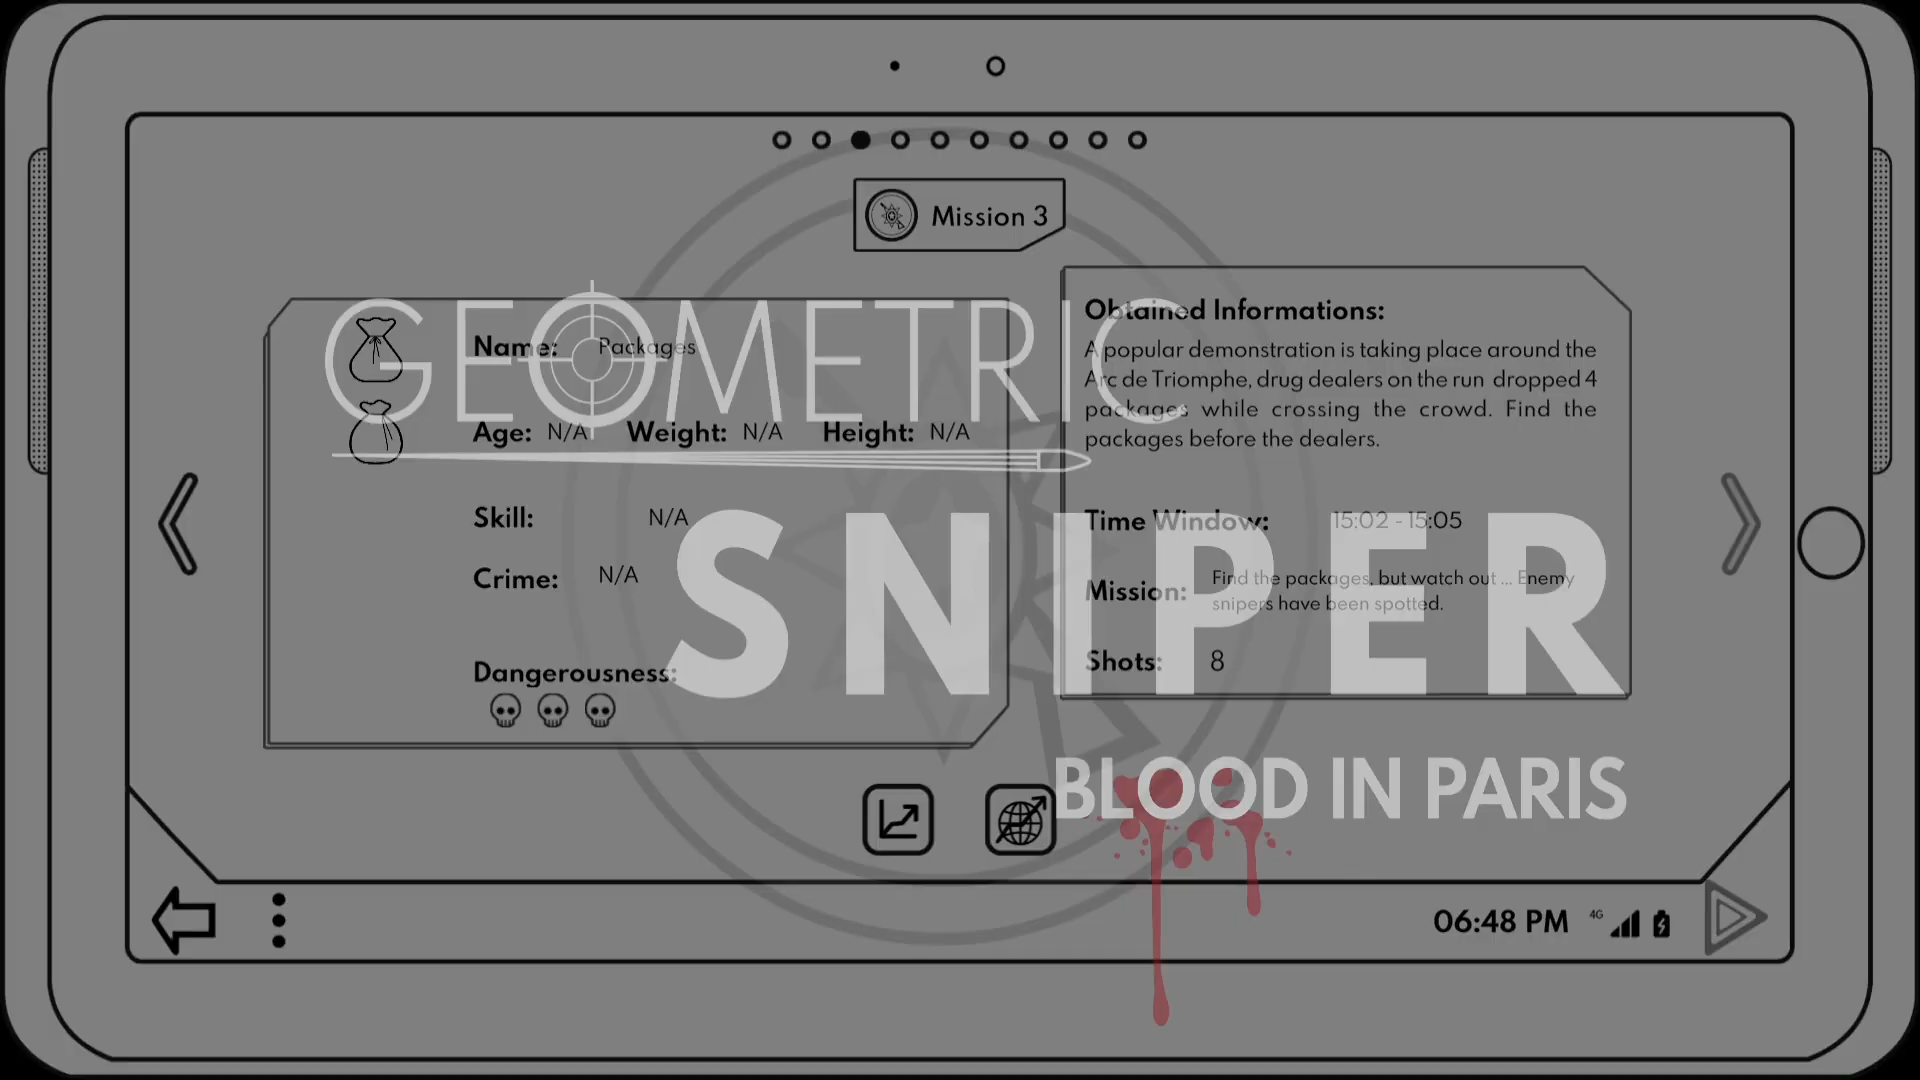 Mission 3
GEOMETRIC
SNIPER
BLOOD IN PARIS
Name: Packages
Age: N/A Weight: N/A Height: N/A
Skill: N/A
Crime: N/A
Dangerousness:
Obtained Informations:
A popular demonstration is taking place around the
Arc de Triomphe, drug dealers on the run dropped 4
packages while crossing the crowd. Find the
packages before the dealers.
Time Window: 15:02 - 15:05
Mission: Find the packages, but watch out ... Enemy
snipers have been spotted.
Shots: 8
06:48 PM 4G